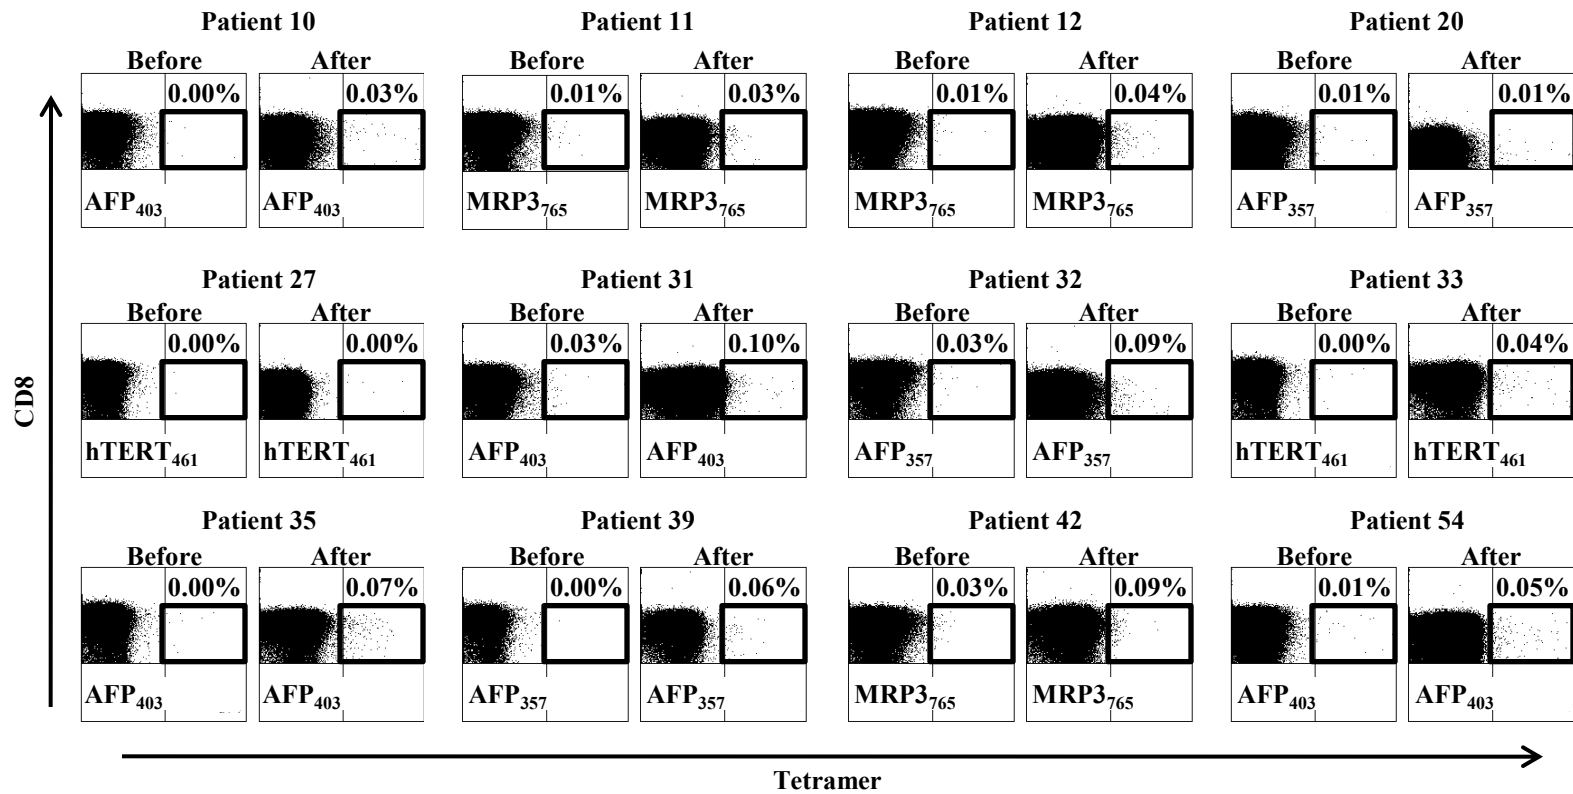 Patient 10 Patient 11 Patient 12 Patient 20
Before After Before After Before After Before After
0.00% 0.03% 0.01% 0.03% 0.01% 0.04% 0.01% 0.01%
AFP403 AFP403 MRP3765 MRP3765 MRP3765 MRP3765 AFP357 AFP357
Patient 27 Patient 31 Patient 32 Patient 33
Before After Before After Before After Before After
0.00% 0.00% 0.03% 0.10% 0.03% 0.09% 0.00% 0.04%
CD8
hTERT461 hTERT461 AFP403 AFP403 AFP357 AFP357 hTERT461 hTERT461
Patient 35 Patient 39 Patient 42 Patient 54
Before After Before After Before After Before After
0.00% 0.07% 0.00% 0.06% 0.03% 0.09% 0.01% 0.05%
AFP403 AFP403 AFP357 AFP357 MRP3765 MRP3765 AFP403 AFP403
Tetramer